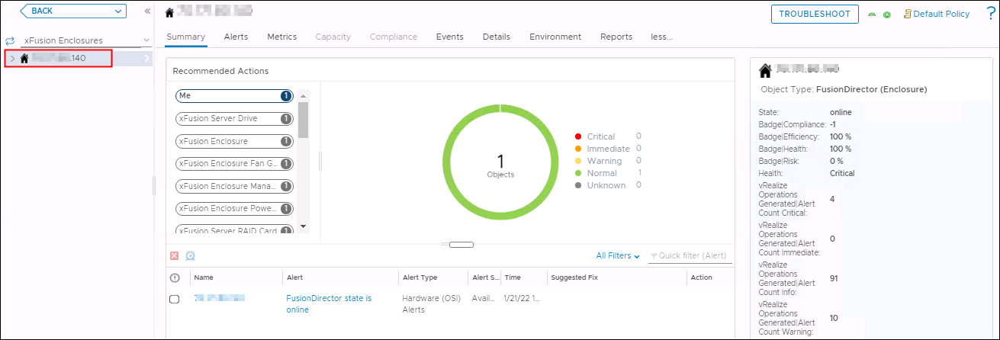 BACK
TROUBLESHOOT
Default Policy
?
xFusion Enclosures
.140
Summary
Alerts
Metrics
Capacity
Compliance
Events
Details
Environment
Reports
less...
Recommended Actions
Me 1
xFusion Server Drive 1
xFusion Enclosure 1
xFusion Enclosure Fan G... 1
xFusion Enclosure Mana... 1
xFusion Enclosure Powe... 1
xFusion Server RAID Card 1
1
Objects
Critical 0
Immediate 0
Warning 0
Normal 1
Unknown 0
All Filters
Quick filter (Alert)
Name
Alert
Alert Type
Alert S...
Time
Suggested Fix
Action
FusionDirector state is
online
Hardware (OSI)
Alerts
Avail...
1/21/22 1...
Object Type: FusionDirector (Enclosure)
State: online
Badge|Compliance: -1
Badge|Efficiency: 100 %
Badge|Health: 100 %
Badge|Risk: 0 %
Health: Critical
vRealize
Operations
Generated|Alert 4
Count Critical:
vRealize
Operations
Generated|Alert 0
Count Immediate:
vRealize
Operations
Generated|Alert 91
Count Info:
vRealize
Operations
Generated|Alert 10
Count Warning: